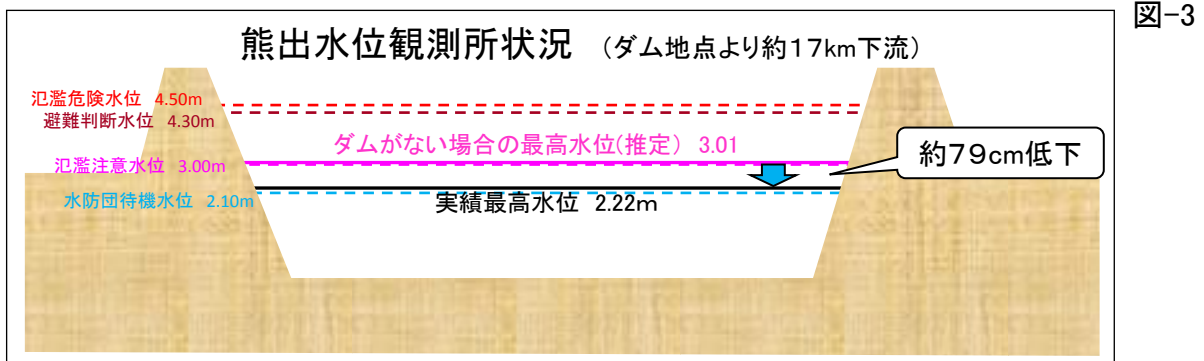 図-3
熊出水位観測所状況 (ダム地点より約17km下流)
氾濫危険水位 4.50m
避難判断水位 4.30m
ダムがない場合の最高水位(推定) 3.01
約79cm低下
氾濫注意水位 3.00m
水防団待機水位 2.10m
実績最高水位 2.22m